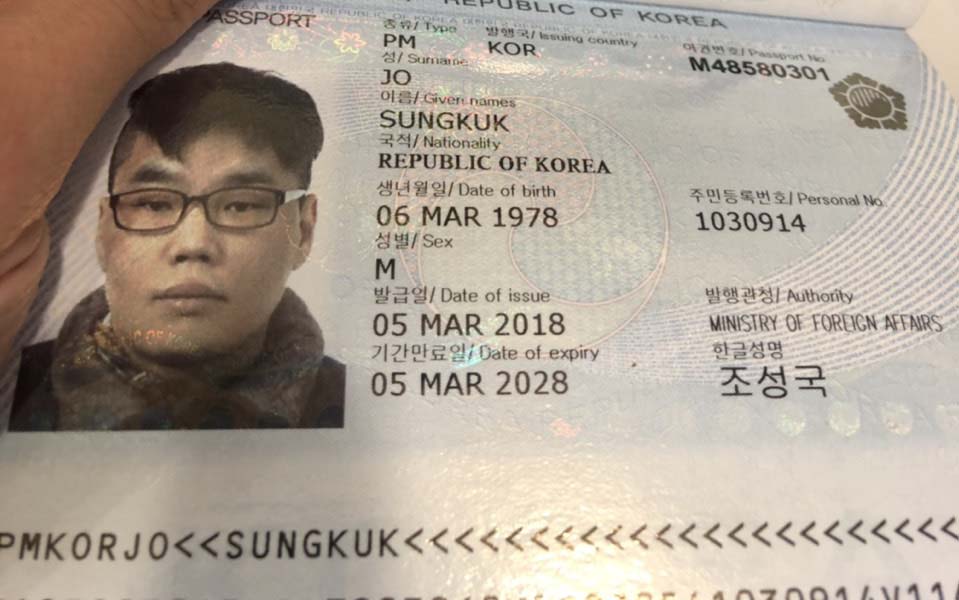 REPUBLIC OF KOREA
PASSPORT
종류/ Type 발행국/ Issuing country 여권번호/ Passport No.
PM KOR M48580301
성/ Surname
JO
이름/ Given names
SUNGKUK
국적/ Nationality
REPUBLIC OF KOREA
생년월일/ Date of birth 주민등록번호/ Personal No.
06 MAR 1978 1030914
성별/ Sex
M
발급일/ Date of issue 발행관청/ Authority
05 MAR 2018 MINISTRY OF FOREIGN AFFAIRS
기간만료일/ Date of expiry 한글성명
05 MAR 2028 조성국
PMKORJO<<SUNGKUK<<<<<<<<<<<<<<<<<<<<<<<<